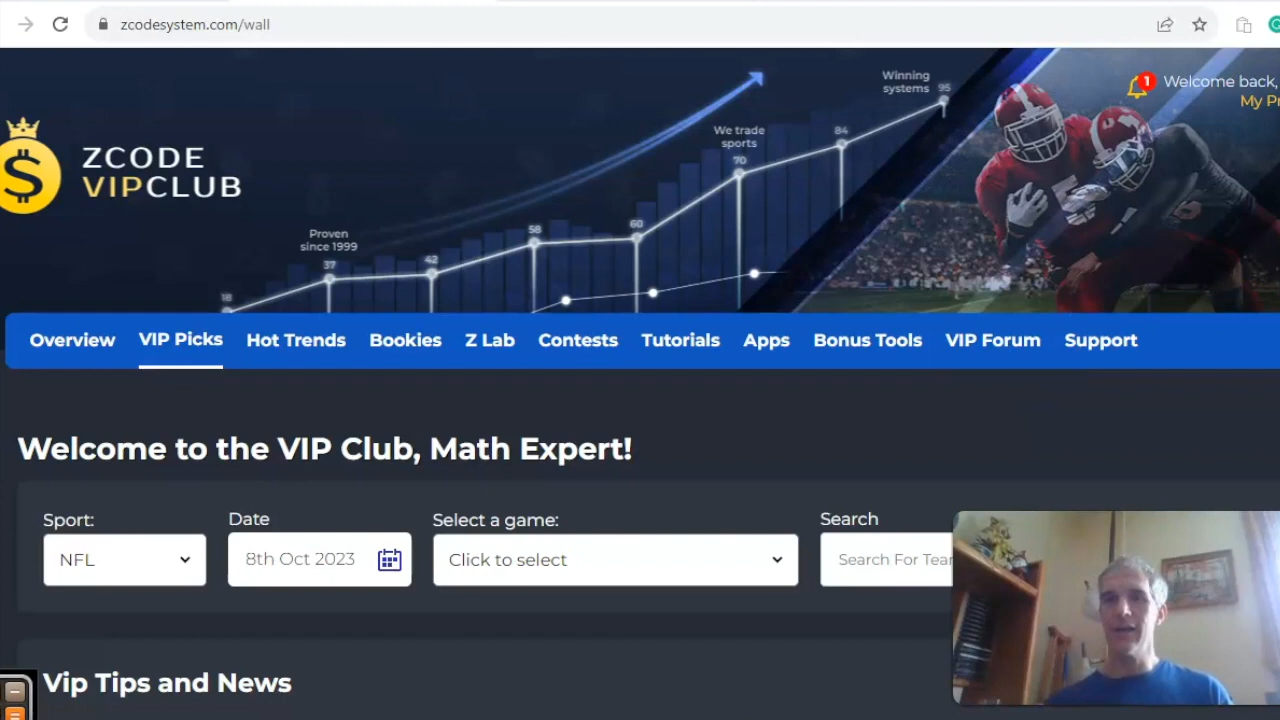 zcodesystem.com/wall
Winning
systems 95
1 Welcome back,
My Pr
We trade
sports
70
84
ZCODE
VIPCLUB
Proven
since 1999
37
42
58
60
18
Overview VIP Picks Hot Trends Bookies Z Lab Contests Tutorials Apps Bonus Tools VIP Forum Support
Welcome to the VIP Club, Math Expert!
Sport: Date Select a game: Search
NFL 8th Oct 2023 Click to select Search For Tear
Vip Tips and News